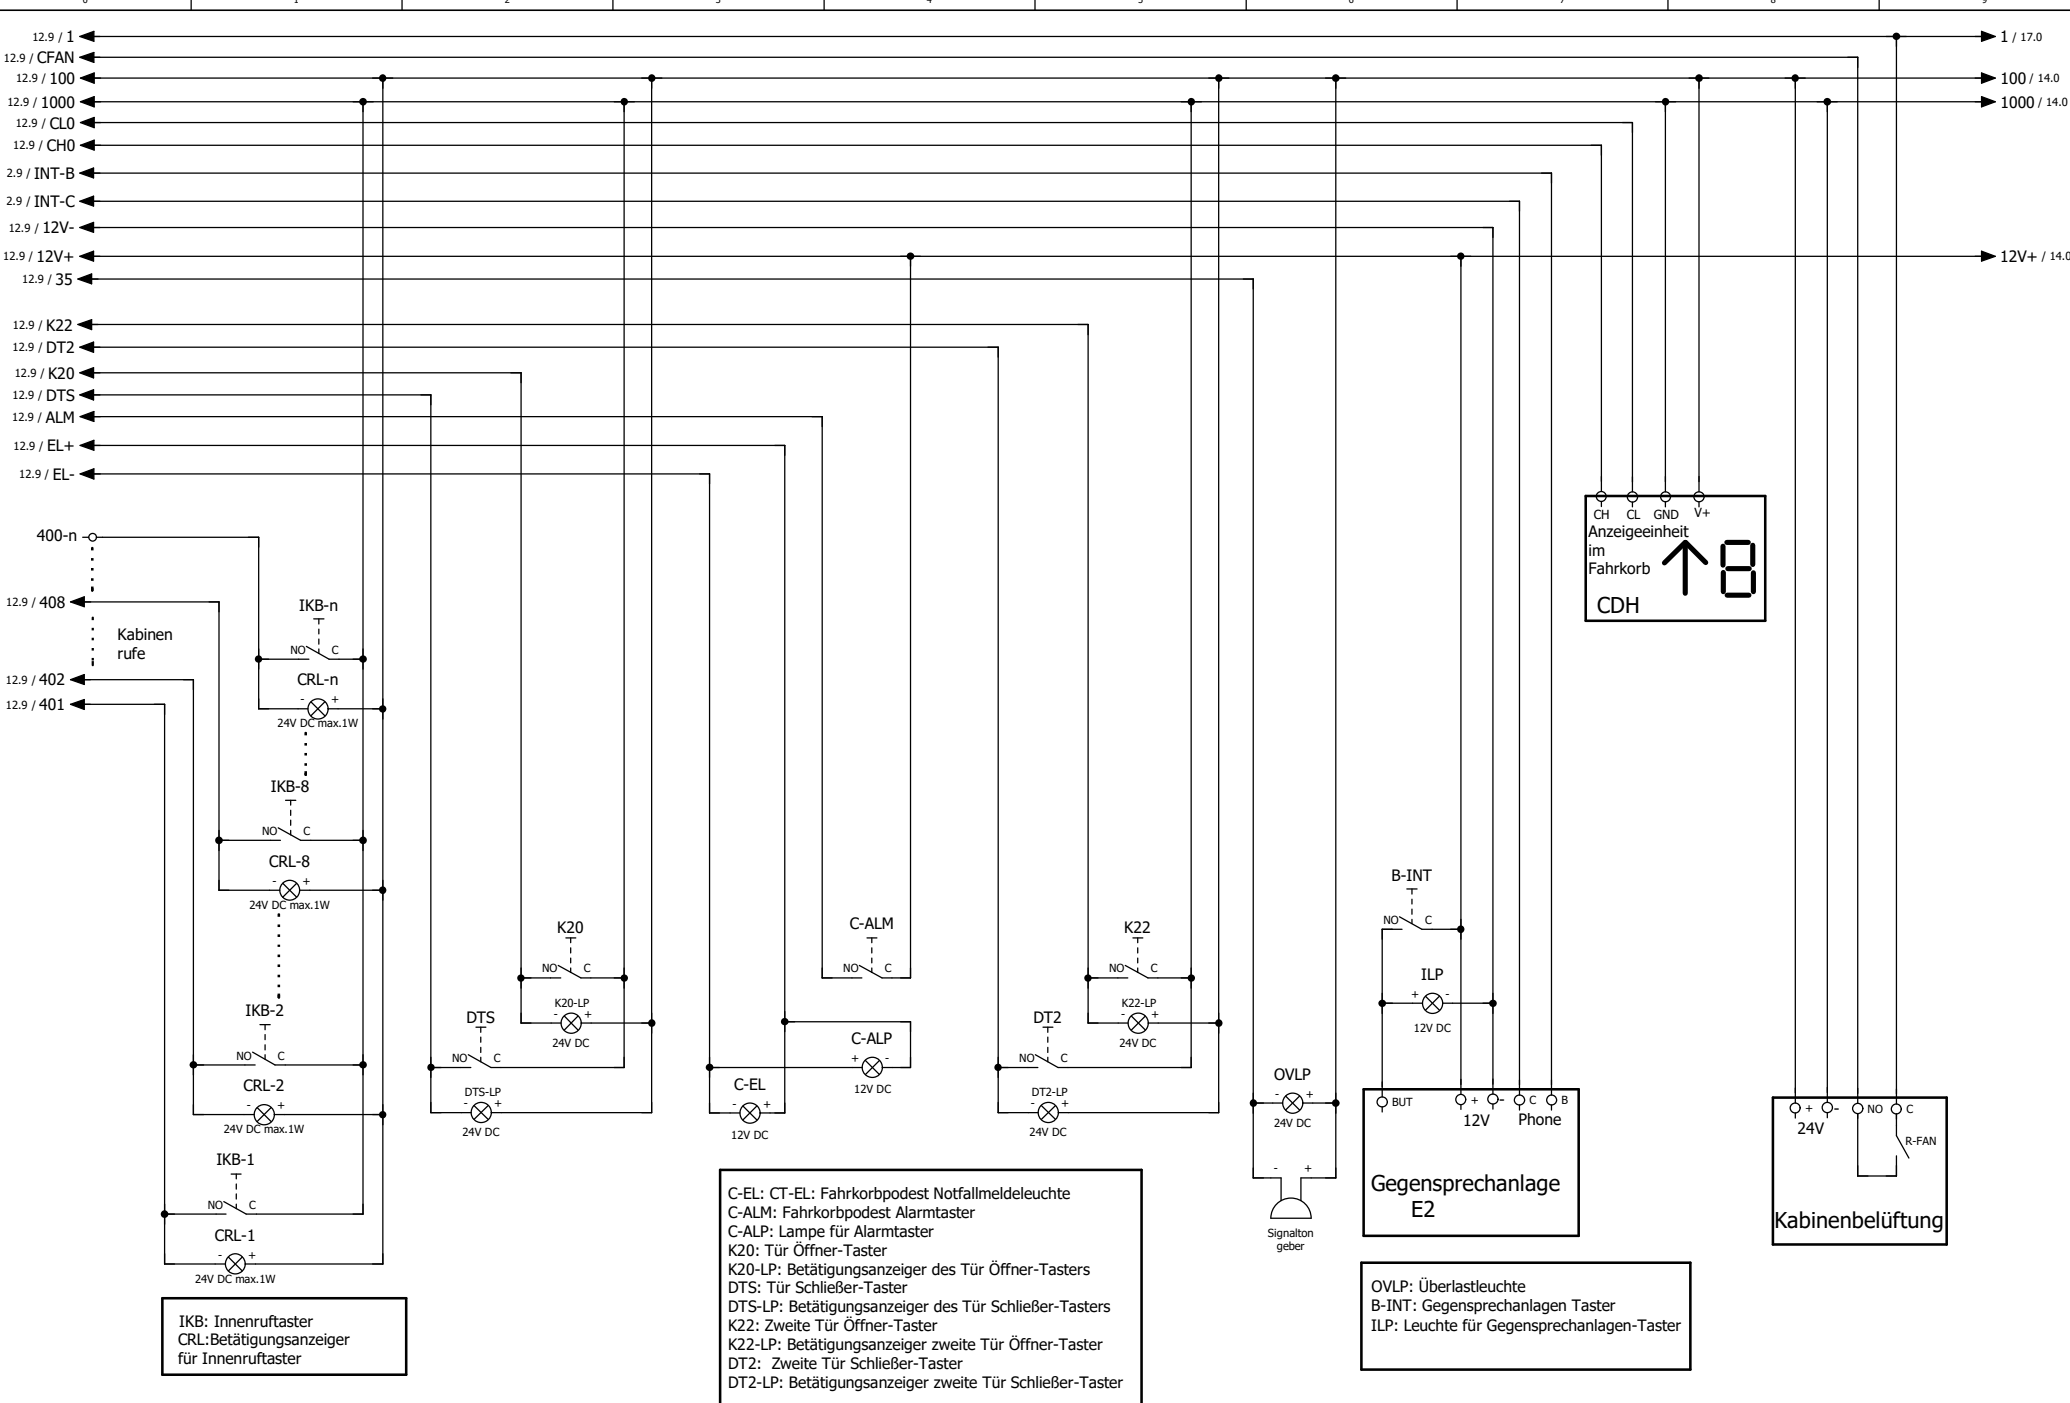 0 1 2 3 4 5 6 7 8 9
12.9 / 1
1 / 17.0
12.9 / CFAN
12.9 / 100
100 / 14.0
12.9 / 1000
1000 / 14.0
12.9 / CL0
12.9 / CH0
2.9 / INT-B
2.9 / INT-C
12.9 / 12V-
12.9 / 12V+
12V+ / 14.0
12.9 / 35
12.9 / K22
12.9 / DT2
12.9 / K20
12.9 / DTS
12.9 / ALM
12.9 / EL+
12.9 / EL-
400-n
12.9 / 408
Kabinen
rufe
12.9 / 402
12.9 / 401
IKB-n
NO C
CRL-n
- +
24V DC max.1W
IKB-8
NO C
CRL-8
- +
24V DC max.1W
IKB-2
NO C
CRL-2
- +
24V DC max.1W
IKB-1
NO C
CRL-1
- +
24V DC max.1W
K20
NO C
K20-LP
- +
24V DC
DTS
NO C
DTS-LP
- +
24V DC
C-ALM
NO C
C-ALP
+ -
12V DC
C-EL
- +
12V DC
K22
NO C
K22-LP
- +
24V DC
DT2
NO C
DT2-LP
- +
24V DC
OVLP
- +
24V DC
- +
Signalton
geber
B-INT
NO C
ILP
+ -
12V DC
BUT + - C B
12V Phone
Gegensprechanlage
E2
CH CL GND V+
Anzeigeeinheit
im
Fahrkorb
CDH
+ - NO C
24V
R-FAN
Kabinenbelüftung
IKB: Innenruftaster
CRL:Betätigungsanzeiger
für Innenruftaster
C-EL: CT-EL: Fahrkorbpodest Notfallmeldeleuchte
C-ALM: Fahrkorbpodest Alarmtaster
C-ALP: Lampe für Alarmtaster
K20: Tür Öffner-Taster
K20-LP: Betätigungsanzeiger des Tür Öffner-Tasters
DTS: Tür Schließer-Taster
DTS-LP: Betätigungsanzeiger des Tür Schließer-Tasters
K22: Zweite Tür Öffner-Taster
K22-LP: Betätigungsanzeiger zweite Tür Öffner-Taster
DT2: Zweite Tür Schließer-Taster
DT2-LP: Betätigungsanzeiger zweite Tür Schließer-Taster
OVLP: Überlastleuchte
B-INT: Gegensprechanlagen Taster
ILP: Leuchte für Gegensprechanlagen-Taster